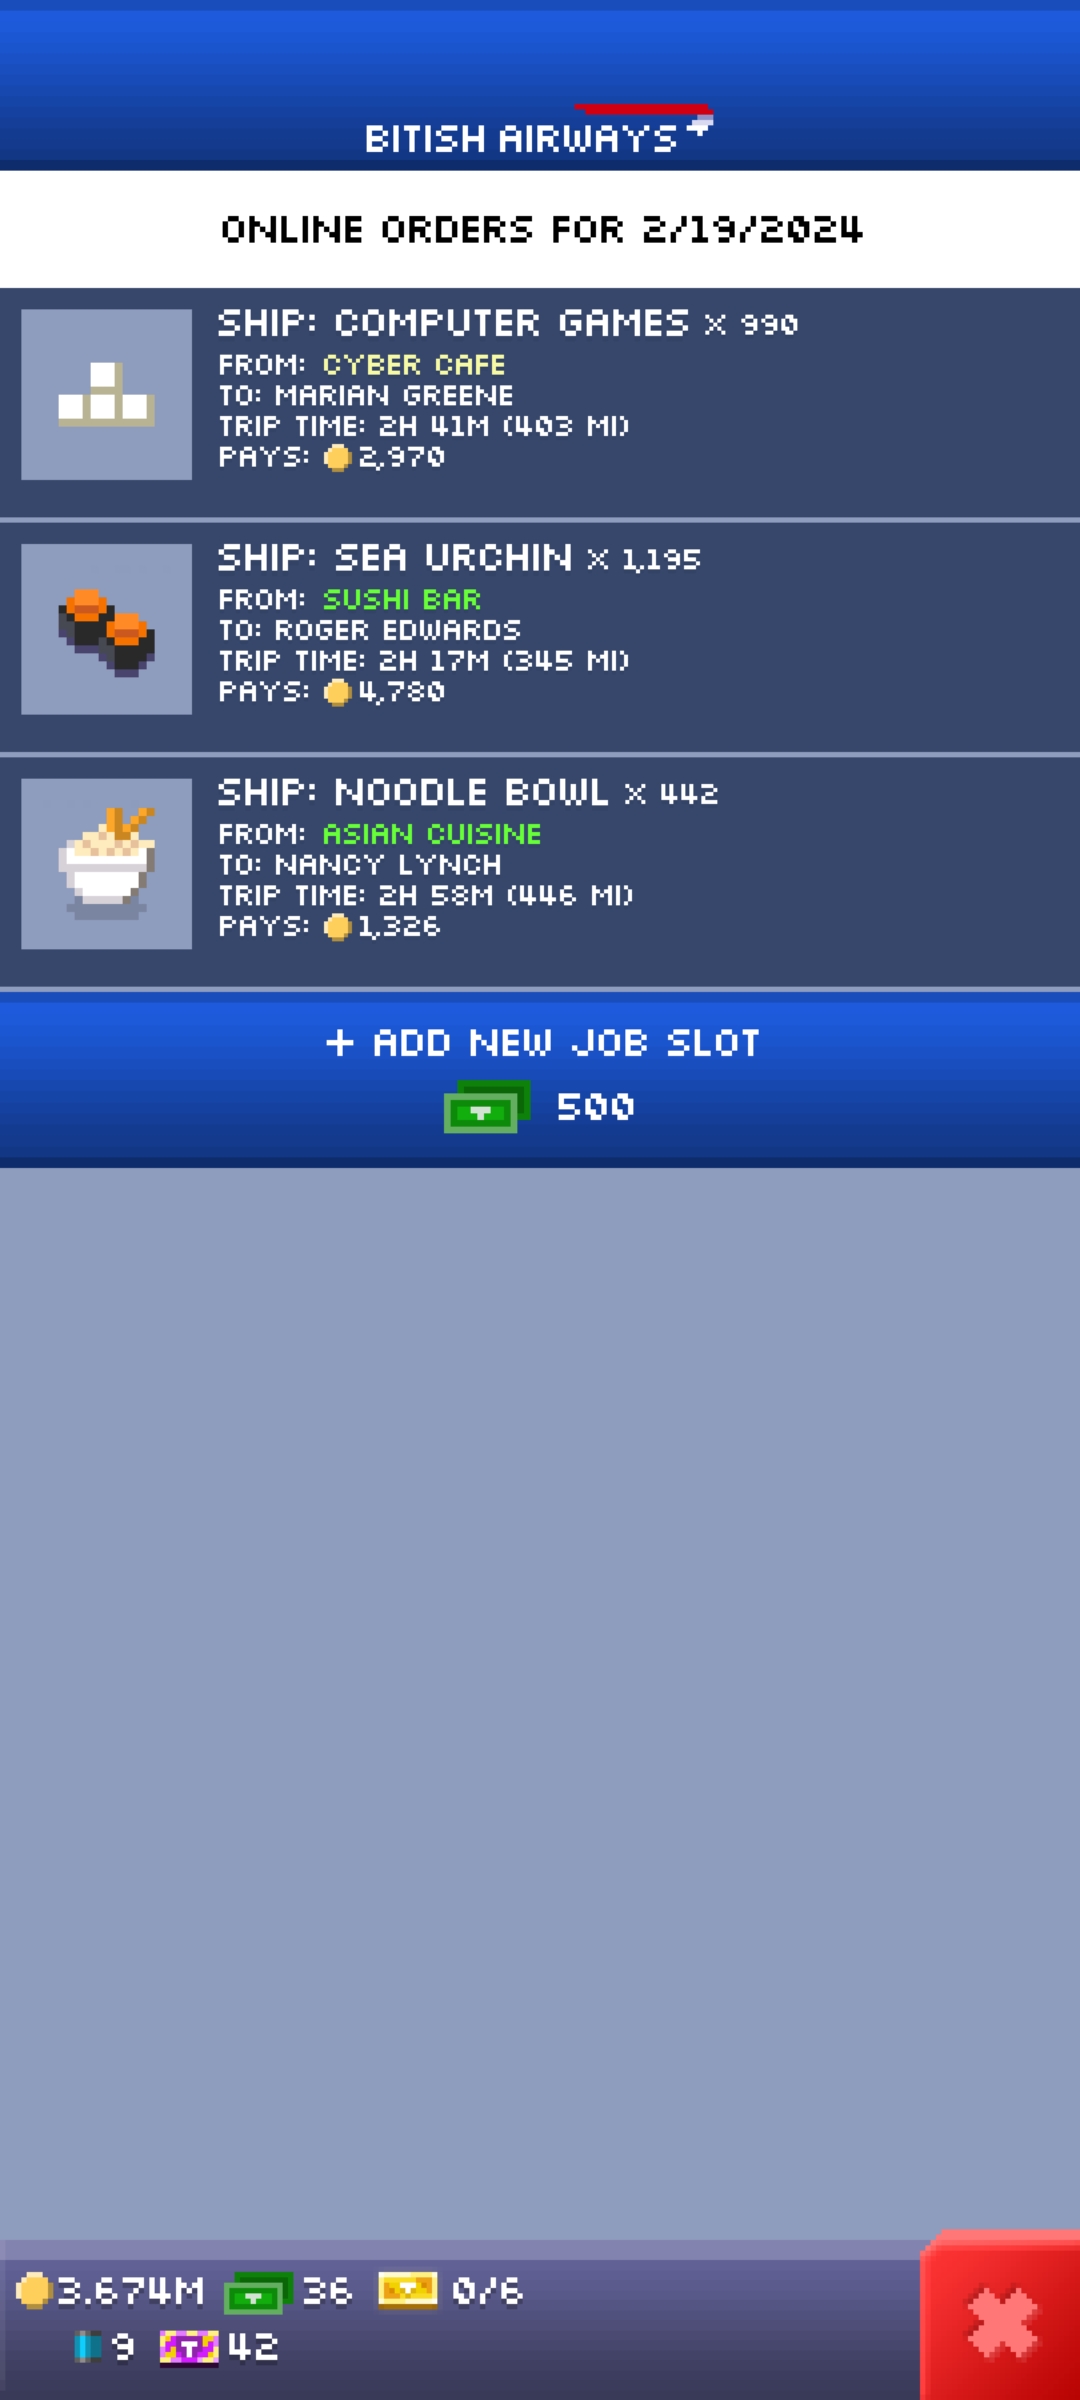 BITISH AIRWAYS
ONLINE ORDERS FOR 2/19/2024
SHIP: COMPUTER GAMES X 990
FROM: CYBER CAFE
TO: MARIAN GREENE
TRIP TIME: 2H 41M (403 MI)
PAYS: 2,970
SHIP: SEA URCHIN X 1,195
FROM: SUSHI BAR
TO: ROGER EDWARDS
TRIP TIME: 2H 17M (345 MI)
PAYS: 4,780
SHIP: NOODLE BOWL X 442
FROM: ASIAN CUISINE
TO: NANCY LYNCH
TRIP TIME: 2H 58M (446 MI)
PAYS: 1,326
+ ADD NEW JOB SLOT
500
3.674M 36 0/6
9 T 42